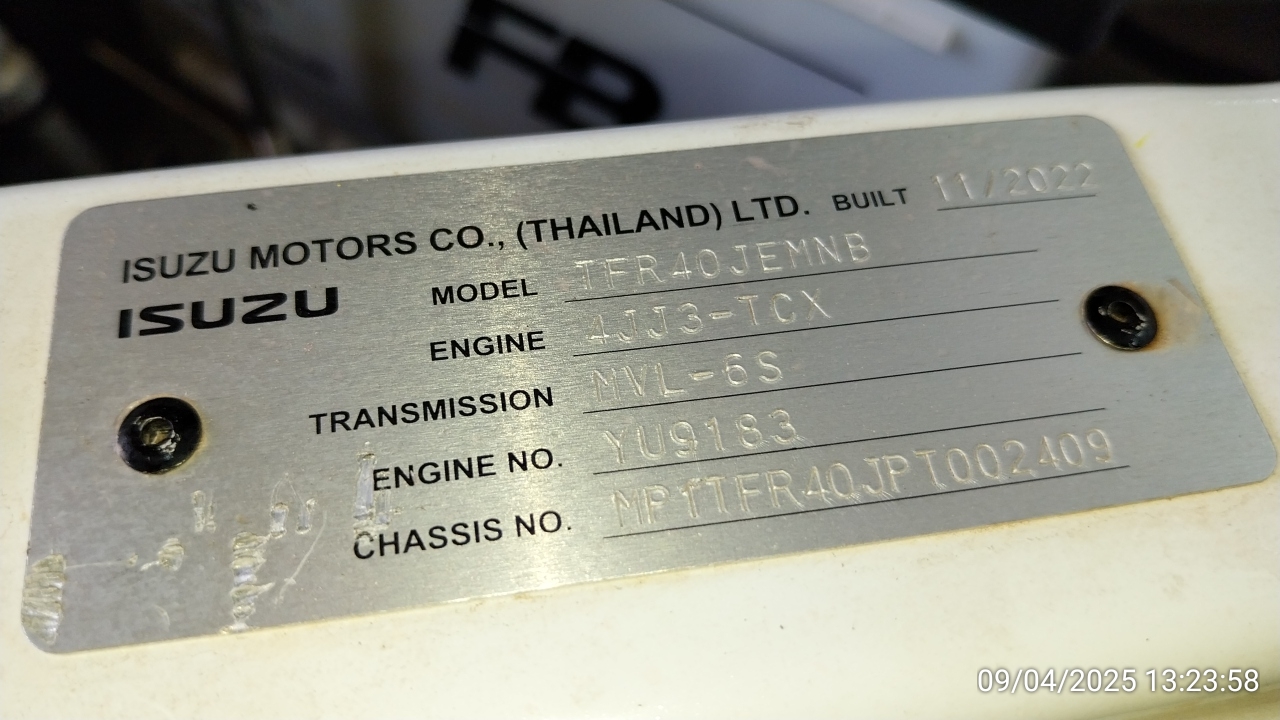 FB
ISUZU MOTORS CO., (THAILAND) LTD. BUILT 11/2022
ISUZU MODEL TFR40JEMNB
ENGINE 4JJ3-TCX
TRANSMISSION MVL-6S
ENGINE NO. YU9183
CHASSIS NO. MP1TFR40JPT002409
09/04/2025 13:23:58